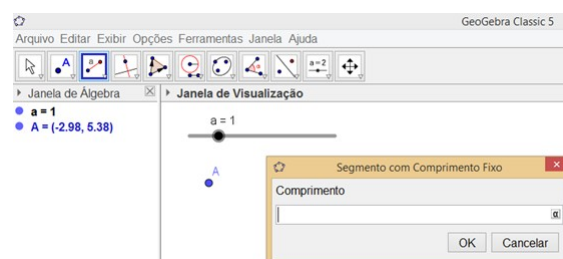 GeoGebra Classic 5
Arquivo Editar Exibir Opções Ferramentas Janela Ajuda
A
a=2
Janela de Álgebra
Janela de Visualização
a = 1
A = (-2.98, 5.38)
a = 1
A
Segmento com Comprimento Fixo
Comprimento
α
OK Cancelar